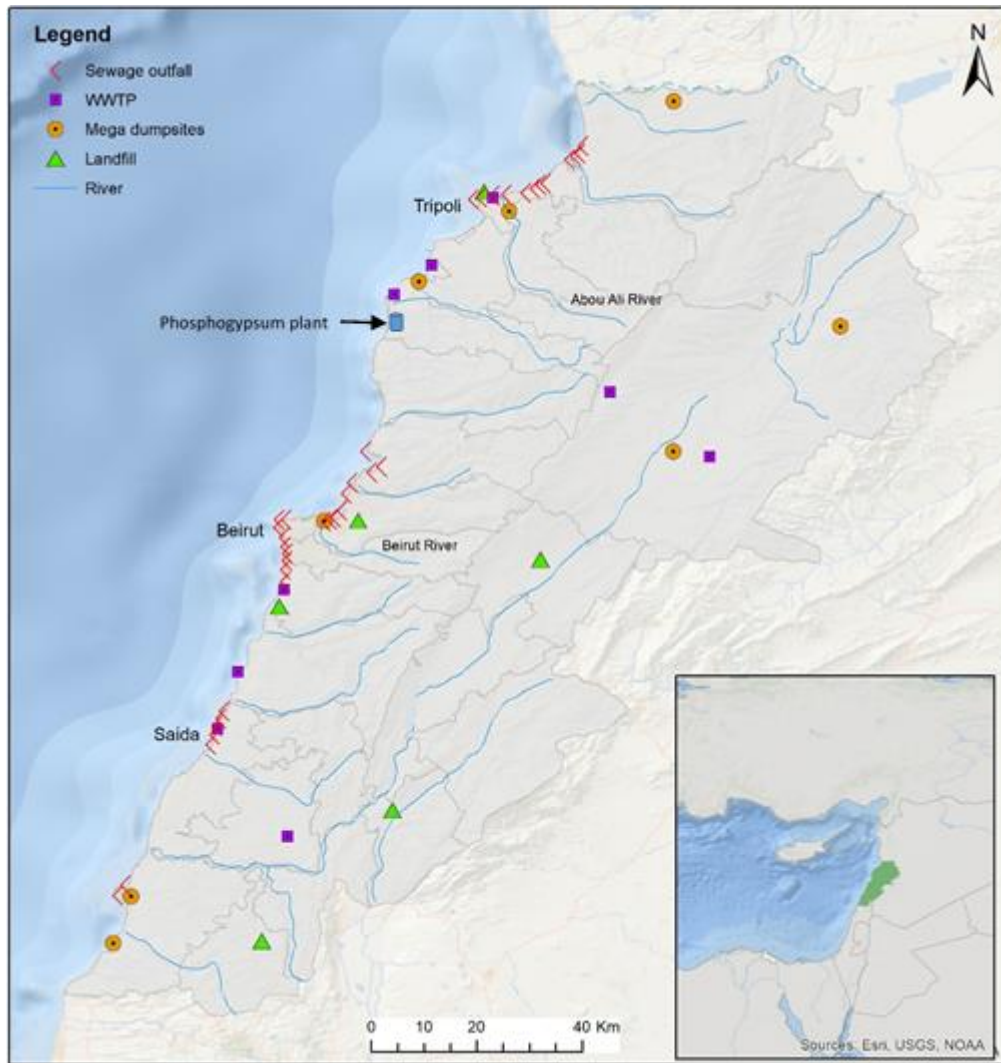 Legend
Sewage outfall
WWTP
Mega dumpsites
Landfill
River
N
Tripoli
Abou Ali River
Phosphogypsum plant
Beirut
Beirut River
Saida
0 10 20 40 Km
Sources: Esri, USGS, NOAA